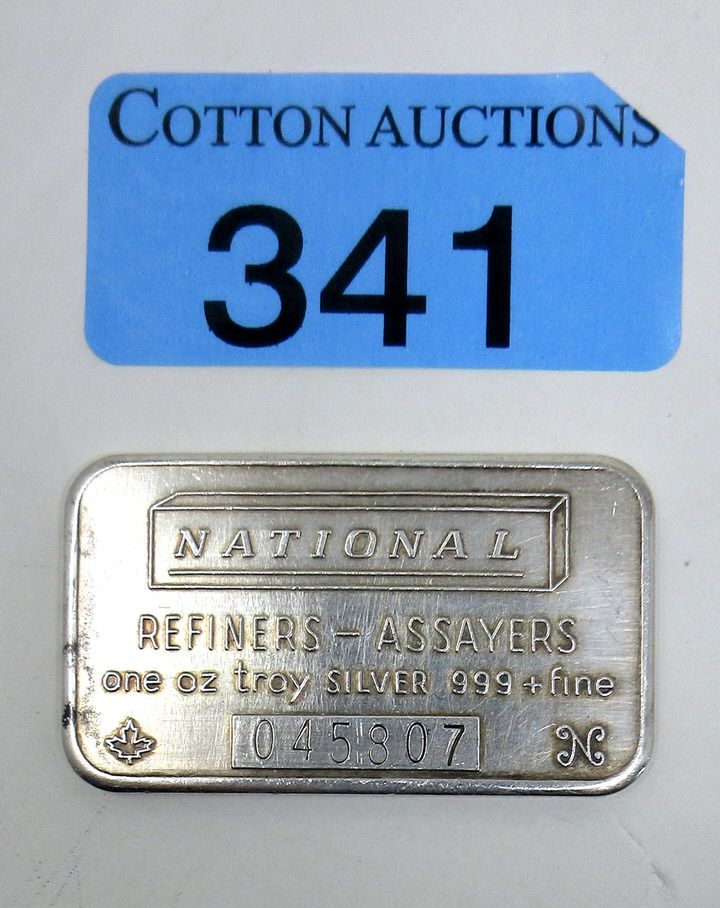 COTTON AUCTIONS
341
NATIONAL
REFINERS - ASSAYERS
one oz troy SILVER 999+fine
045807
N